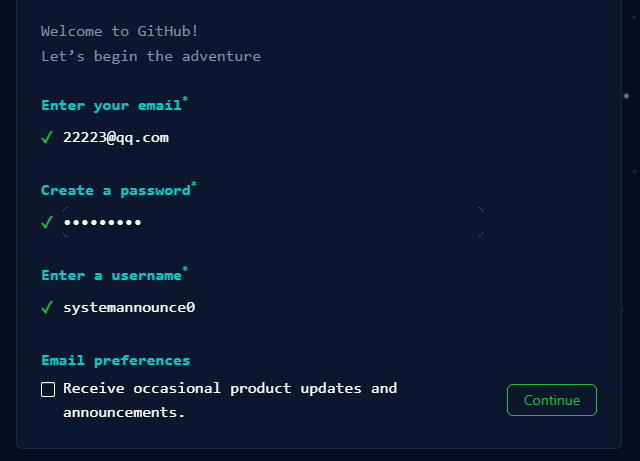 Welcome to GitHub!
Let’s begin the adventure
Enter your email*
✓ 22223@qq.com
Create a password*
✓ •••••••••
Enter a username*
✓ systemannounce0
Email preferences
Receive occasional product updates and
announcements.
Continue